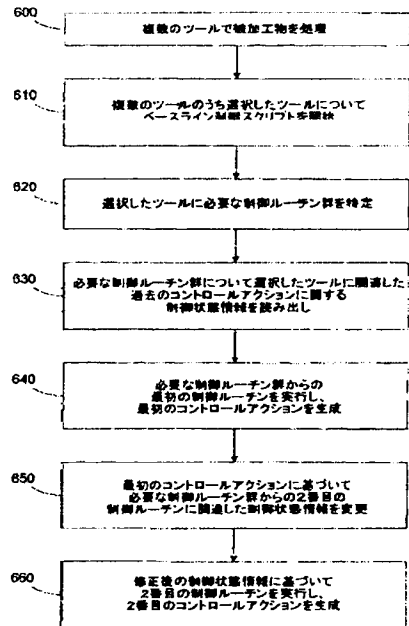 600
複数のツールで被加工物を処理
610
複数のツールのうち選択したツールについて
ベースライン制御スクリプトを開始
620
選択したツールに必要な制御ルーチン群を特定
630
必要な制御ルーチン群について選択したツールに関連した
過去のコントロールアクションに関する
制御状態情報を読み出し
640
必要な制御ルーチン群からの
最初の制御ルーチンを実行し、
最初のコントロールアクションを生成
650
最初のコントロールアクションに基づいて
必要な制御ルーチン群からの2番目の
制御ルーチンに関連した制御状態情報を変更
660
修正後の制御状態情報に基づいて
2番目の制御ルーチンを実行し、
2番目のコントロールアクションを生成